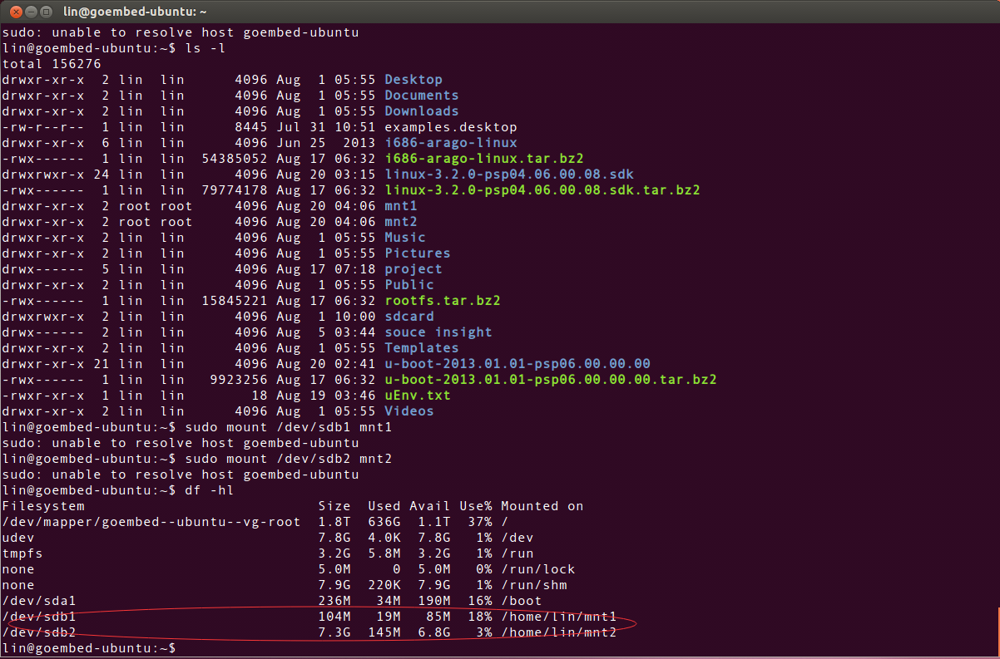 lin@goembed-ubuntu: ~
sudo: unable to resolve host goembed-ubuntu
lin@goembed-ubuntu:~$ ls -l
total 156276
drwxr-xr-x  2 lin  lin      4096 Aug  1 05:55 Desktop
drwxr-xr-x  2 lin  lin      4096 Aug  1 05:55 Documents
drwxr-xr-x  2 lin  lin      4096 Aug  1 05:55 Downloads
-rw-r--r--  1 lin  lin      8445 Jul 31 10:51 examples.desktop
drwxr-xr-x  6 lin  lin      4096 Jun 25  2013 i686-arago-linux
-rwx------  1 lin  lin  54385052 Aug 17 06:32 i686-arago-linux.tar.bz2
drwxrwxr-x 24 lin  lin      4096 Aug 20 03:15 linux-3.2.0-psp04.06.00.08.sdk
-rwx------  1 lin  lin  79774178 Aug 17 06:32 linux-3.2.0-psp04.06.00.08.sdk.tar.bz2
drwxr-xr-x  2 root root     4096 Aug 20 04:06 mnt1
drwxr-xr-x  2 root root     4096 Aug 20 04:06 mnt2
drwxr-xr-x  2 lin  lin      4096 Aug  1 05:55 Music
drwxr-xr-x  2 lin  lin      4096 Aug  1 05:55 Pictures
drwx------  5 lin  lin      4096 Aug 17 07:18 project
drwxr-xr-x  2 lin  lin      4096 Aug  1 05:55 Public
-rwx------  1 lin  lin  15845221 Aug 17 06:32 rootfs.tar.bz2
drwxrwxr-x  2 lin  lin      4096 Aug  1 10:00 sdcard
drwx------  2 lin  lin      4096 Aug  5 03:44 souce insight
drwxr-xr-x  2 lin  lin      4096 Aug  1 05:55 Templates
drwxr-xr-x 21 lin  lin      4096 Aug 20 02:41 u-boot-2013.01.01-psp06.00.00.00
-rwx------  1 lin  lin   9923256 Aug 17 06:32 u-boot-2013.01.01-psp06.00.00.00.tar.bz2
-rwxr-xr-x  1 lin  lin        18 Aug 19 03:46 uEnv.txt
drwxr-xr-x  2 lin  lin      4096 Aug  1 05:55 Videos
lin@goembed-ubuntu:~$ sudo mount /dev/sdb1 mnt1
sudo: unable to resolve host goembed-ubuntu
lin@goembed-ubuntu:~$ sudo mount /dev/sdb2 mnt2
sudo: unable to resolve host goembed-ubuntu
lin@goembed-ubuntu:~$ df -hl
Filesystem                            Size  Used Avail Use% Mounted on
/dev/mapper/goembed--ubuntu--vg-root  1.8T  636G  1.1T  37% /
udev                                  7.8G  4.0K  7.8G   1% /dev
tmpfs                                 3.2G  5.8M  3.2G   1% /run
none                                  5.0M     0  5.0M   0% /run/lock
none                                  7.9G  220K  7.9G   1% /run/shm
/dev/sda1                             236M   34M  190M  16% /boot
/dev/sdb1                             104M   19M   85M  18% /home/lin/mnt1
/dev/sdb2                             7.3G  145M  6.8G   3% /home/lin/mnt2
lin@goembed-ubuntu:~$